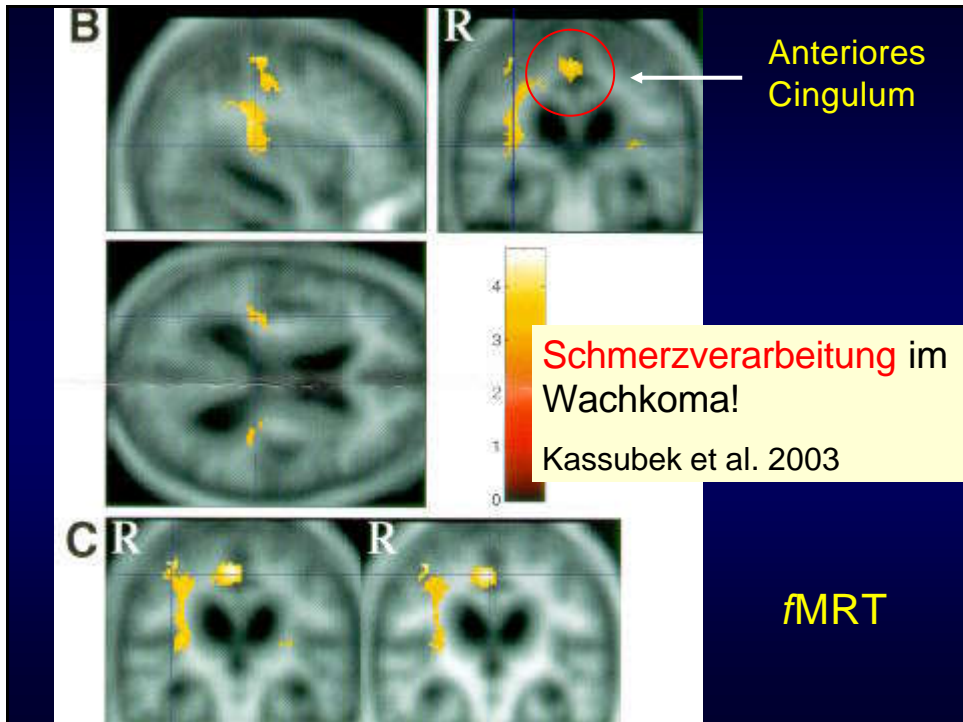 B
R
Anteriores
Cingulum
4
3
2
1
0
Schmerzverarbeitung im
Wachkoma!
Kassubek et al. 2003
C
R
R
fMRT